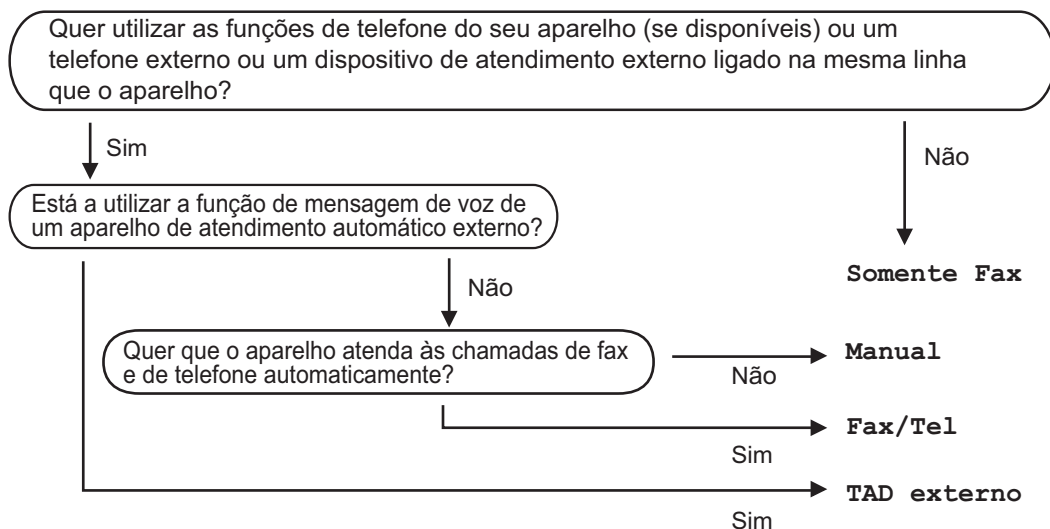 Quer utilizar as funções de telefone do seu aparelho (se disponíveis) ou um
telefone externo ou um dispositivo de atendimento externo ligado na mesma linha
que o aparelho?
Sim
Não
Está a utilizar a função de mensagem de voz de
um aparelho de atendimento automático externo?
Somente Fax
Não
Quer que o aparelho atenda às chamadas de fax
e de telefone automaticamente?
Manual
Não
Fax/Tel
Sim
TAD externo
Sim